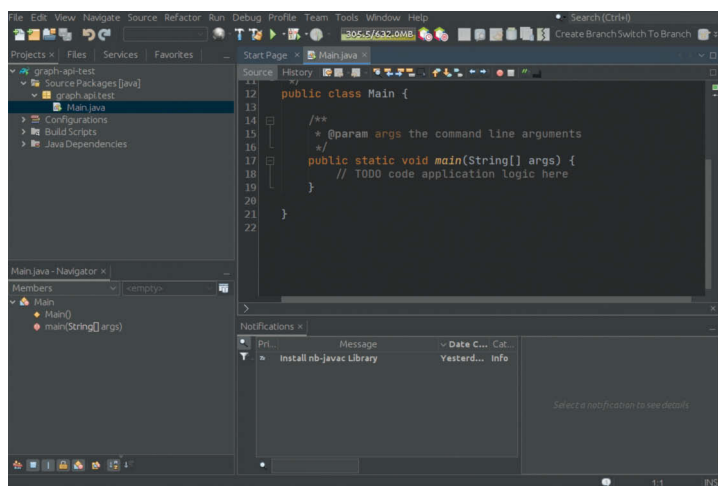 File Edit View Navigate Source Refactor Run Debug Profile Team Tools Window Help
Search (Ctrl+I)
305.5/632.0MB
Create Branch Switch To Branch
Projects × Files Services Favorites
Start Page × Main.java ×
graph-api-test
Source Packages [java]
graph.api.test
Main.java
Configurations
Build Scripts
Java Dependencies
Source History
11 */
12 public class Main {
13
14 /**
15 * @param args the command line arguments
16 */
17 public static void main(String[] args) {
18 // TODO code application logic here
19 }
20
21 }
22
Main.java - Navigator ×
Members <empty>
Main
Main()
main(String[] args)
Notifications ×
Pri... Message Date C... Cat...
Install nb-javac Library Yesterd... Info
Select a notification to see details
1:1 INS